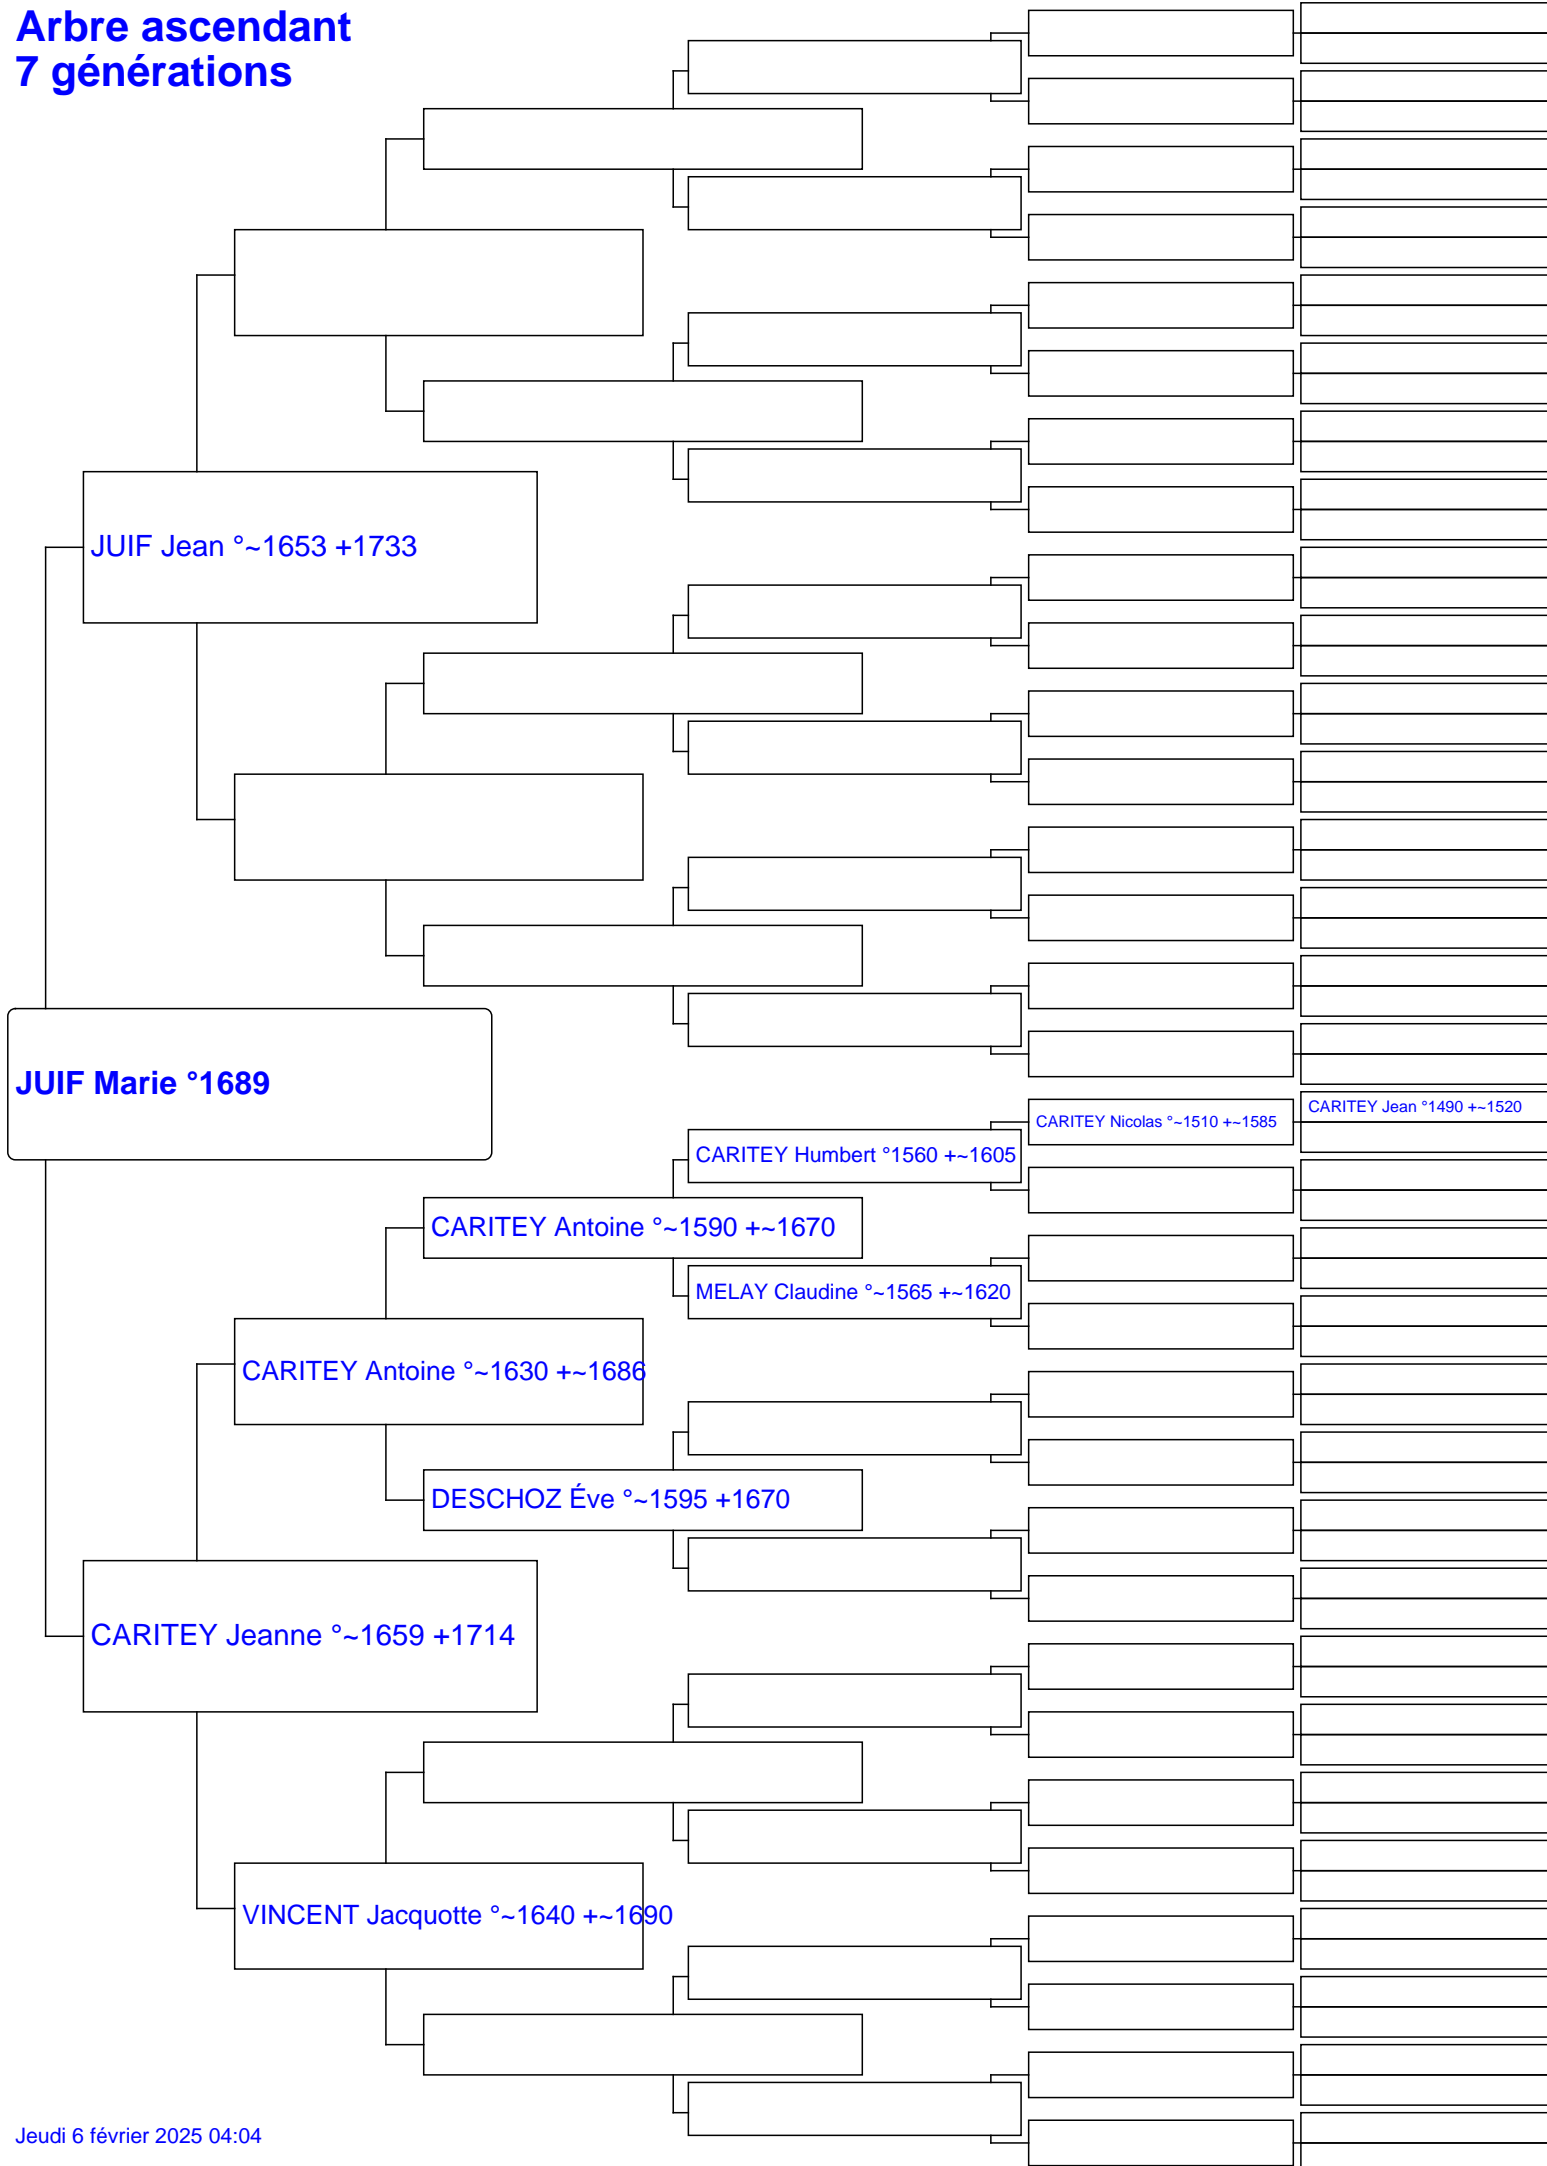 Arbre ascendant
7 générations
JUIF Jean °~1653 +1733
JUIF Marie °1689
CARITEY Jean °1490 +~1520
CARITEY Nicolas °~1510 +~1585
CARITEY Humbert °1560 +~1605
CARITEY Antoine °~1590 +~1670
MELAY Claudine °~1565 +~1620
CARITEY Antoine °~1630 +~1686
DESCHOZ Éve °~1595 +1670
CARITEY Jeanne °~1659 +1714
VINCENT Jacquotte °~1640 +~1690
Jeudi 6 février 2025 04:04